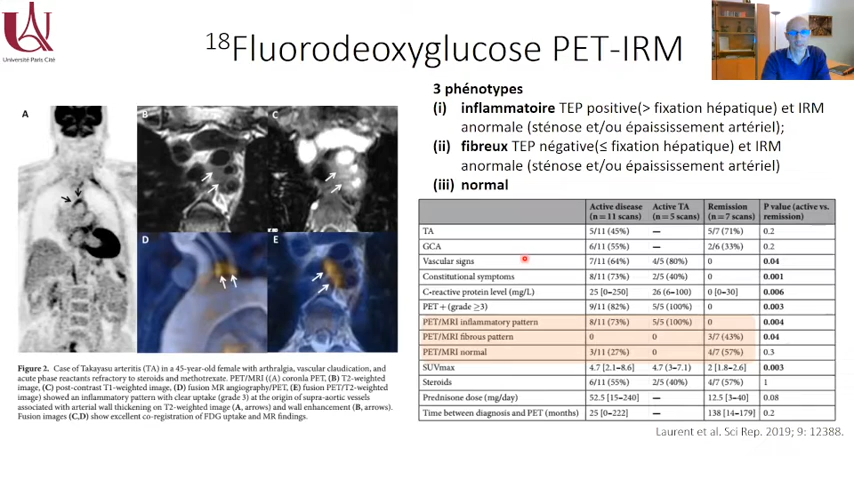 Université Paris Cité
18Fluorodeoxyglucose PET-IRM
3 phénotypes
(i) inflammatoire TEP positive(> fixation hépatique) et IRM
anormale (sténose et/ou épaississement artériel);
(ii) fibreux TEP négative(≤ fixation hépatique) et IRM
anormale (sténose et/ou épaississement artériel)
(iii) normal
A
B
C
D
E
Active disease (n = 11 scans) Active TA (n = 5 scans) Remission (n = 7 scans) P value (active vs. remission)
TA 5/11 (45%) — 5/7 (71%) 0.2
GCA 6/11 (55%) — 2/6 (33%) 0.2
Vascular signs 7/11 (64%) 4/5 (80%) 0 0.04
Constitutional symptoms 8/11 (73%) 2/5 (40%) 0 0.001
C-reactive protein level (mg/L) 25 [0–250] 26 (6–100) 0 [0–30] 0.006
PET+ (grade ≥3) 9/11 (82%) 5/5 (100%) 0 0.003
PET/MRI inflammatory pattern 8/11 (73%) 5/5 (100%) 0 0.004
PET/MRI fibrous pattern 0 0 3/7 (43%) 0.04
PET/MRI normal 3/11 (27%) 0 4/7 (57%) 0.3
SUVmax 4.7 [2.1–8.6] 4.7 (3–7.1) 2 [1.8–2.6] 0.003
Steroids 6/11 (55%) 2/5 (40%) 4/7 (57%) 1
Prednisone dose (mg/day) 52.5 [15–240] — 12.5 [3–40] 0.08
Time between diagnosis and PET (months) 25 [0–222] — 138 [14–179] 0.2
Figure 2. Case of Takayasu arteritis (TA) in a 45-year-old female with arthralgia, vascular claudication, and
acute phase reactants refractory to steroids and methotrexate. PET/MRI ((A) coronla PET, (B) T2-weighted
image, (C) post-contrast T1-weighted image, (D) fusion MR angiography/PET, (E) fusion PET/T2-weighted
image) showed an inflammatory pattern with clear uptake (grade 3) at the origin of supra-aortic vessels
associated with arterial wall thickening on T2-weighted image (A, arrows) and wall enhancement (B, arrows).
Fusion images (C,D) show excellent co-registration of FDG uptake and MR findings.
Laurent et al. Sci Rep. 2019; 9: 12388.